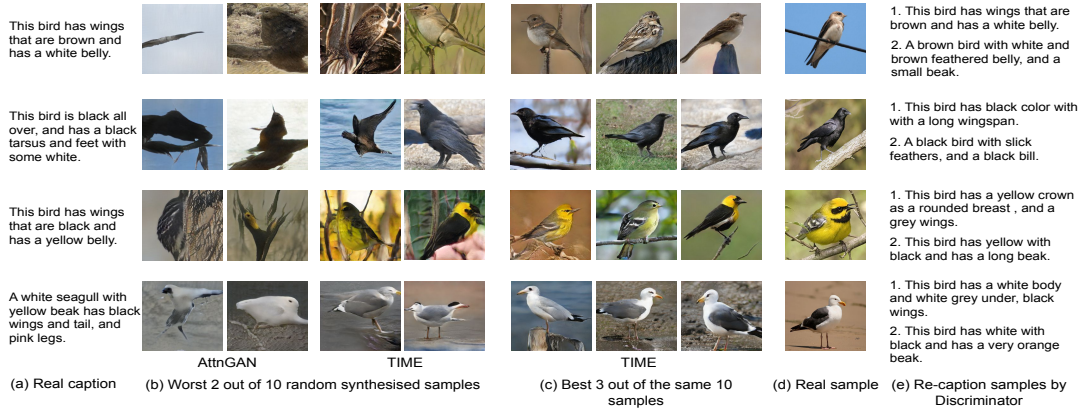 This bird has wings
that are brown and
has a white belly.
1. This bird has wings that are
brown and has a white belly.
2. A brown bird with white and
brown feathered belly, and a
small beak.
This bird is black all
over, and has a black
tarsus and feet with
some white.
1. This bird has black color with
with a long wingspan.
2. A black bird with slick
feathers, and a black bill.
This bird has wings
that are black and
has a yellow belly.
1. This bird has a yellow crown
as a rounded breast , and a
grey wings.
2. This bird has yellow with
black and has a long beak.
A white seagull with
yellow beak has black
wings and tail, and
pink legs.
1. This bird has a white body
and white grey under, black
wings.
2. This bird has white with
black and has a very orange
beak.
AttnGAN
TIME
TIME
(a) Real caption
(b) Worst 2 out of 10 random synthesised samples
(c) Best 3 out of the same 10
samples
(d) Real sample
(e) Re-caption samples by
Discriminator